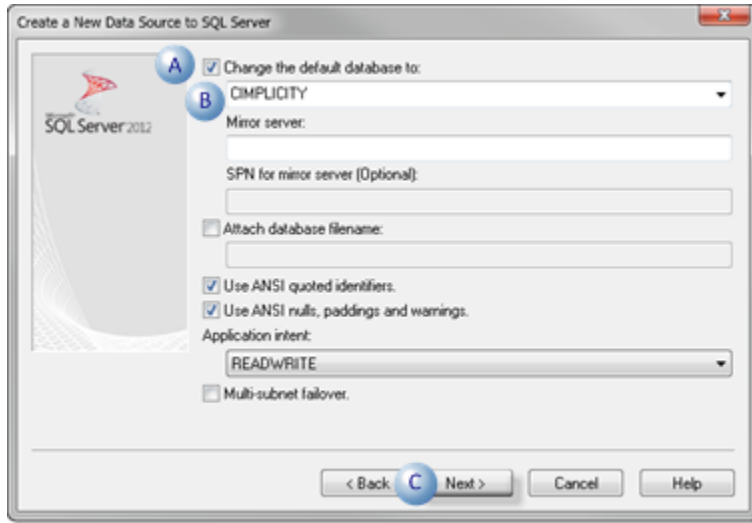 Create a New Data Source to SQL Server
A Change the default database to:
B CIMPLICITY
Microsoft
SQL Server 2012
Mirror server:
SPN for mirror server (Optional):
Attach database filename:
Use ANSI quoted identifiers.
Use ANSI nulls, paddings and warnings.
Application intent:
READWRITE
Multi-subnet failover.
< Back C Next > Cancel Help